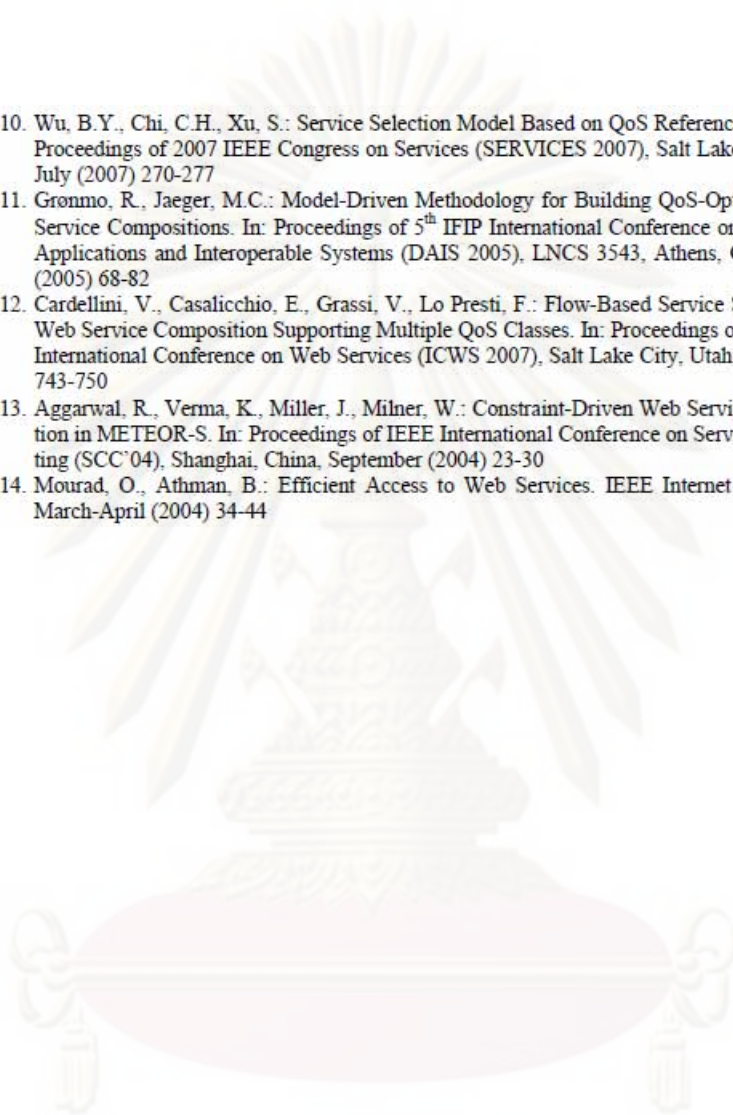 10. Wu, B.Y., Chi, C.H., Xu, S.: Service Selection Model Based on QoS Referenc
Proceedings of 2007 IEEE Congress on Services (SERVICES 2007), Salt Lake
July (2007) 270-277
11. Grønmo, R., Jaeger, M.C.: Model-Driven Methodology for Building QoS-Op
Service Compositions. In: Proceedings of 5th IFIP International Conference on
Applications and Interoperable Systems (DAIS 2005), LNCS 3543, Athens,
(2005) 68-82
12. Cardellini, V., Casalicchio, E., Grassi, V., Lo Presti, F.: Flow-Based Service
Web Service Composition Supporting Multiple QoS Classes. In: Proceedings o
International Conference on Web Services (ICWS 2007), Salt Lake City, Utah
743-750
13. Aggarwal, R., Verma, K., Miller, J., Milner, W.: Constraint-Driven Web Servi
tion in METEOR-S. In: Proceedings of IEEE International Conference on Serv
ting (SCC`04), Shanghai, China, September (2004) 23-30
14. Mourad, O., Athman, B.: Efficient Access to Web Services. IEEE Internet
March-April (2004) 34-44